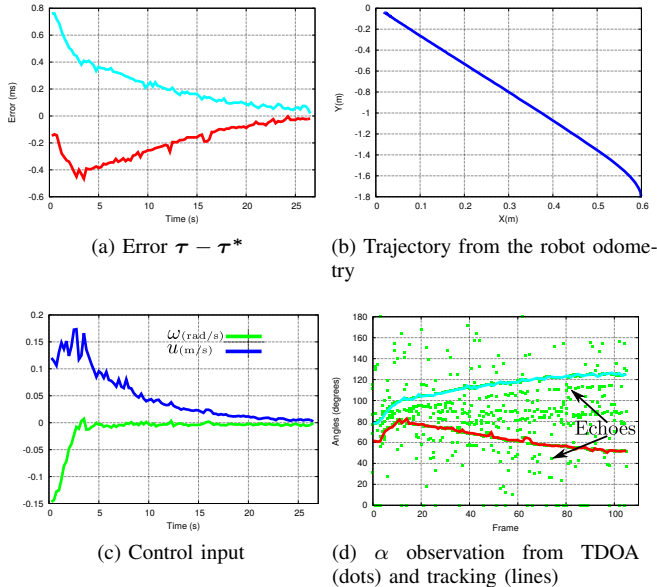 0.8
0.6
0.4
0.2
0
-0.2
-0.4
-0.6
Error (ms)
0 5 10 15 20 25
Time (s)
(a) Error τ − τ*
0
-0.2
-0.4
-0.6
-0.8
-1
-1.2
-1.4
-1.6
-1.8
Y(m)
0 0.1 0.2 0.3 0.4 0.5 0.6
X(m)
(b) Trajectory from the robot odome-
try
0.2
0.15
0.1
0.05
0
-0.05
-0.1
-0.15
ω(rad/s)
u(m/s)
0 5 10 15 20 25
Time (s)
(c) Control input
180
160
140
120
100
80
60
40
20
0
Angles (degrees)
Echoes
0 20 40 60 80 100 120
Frame
(d) α observation from TDOA
(dots) and tracking (lines)